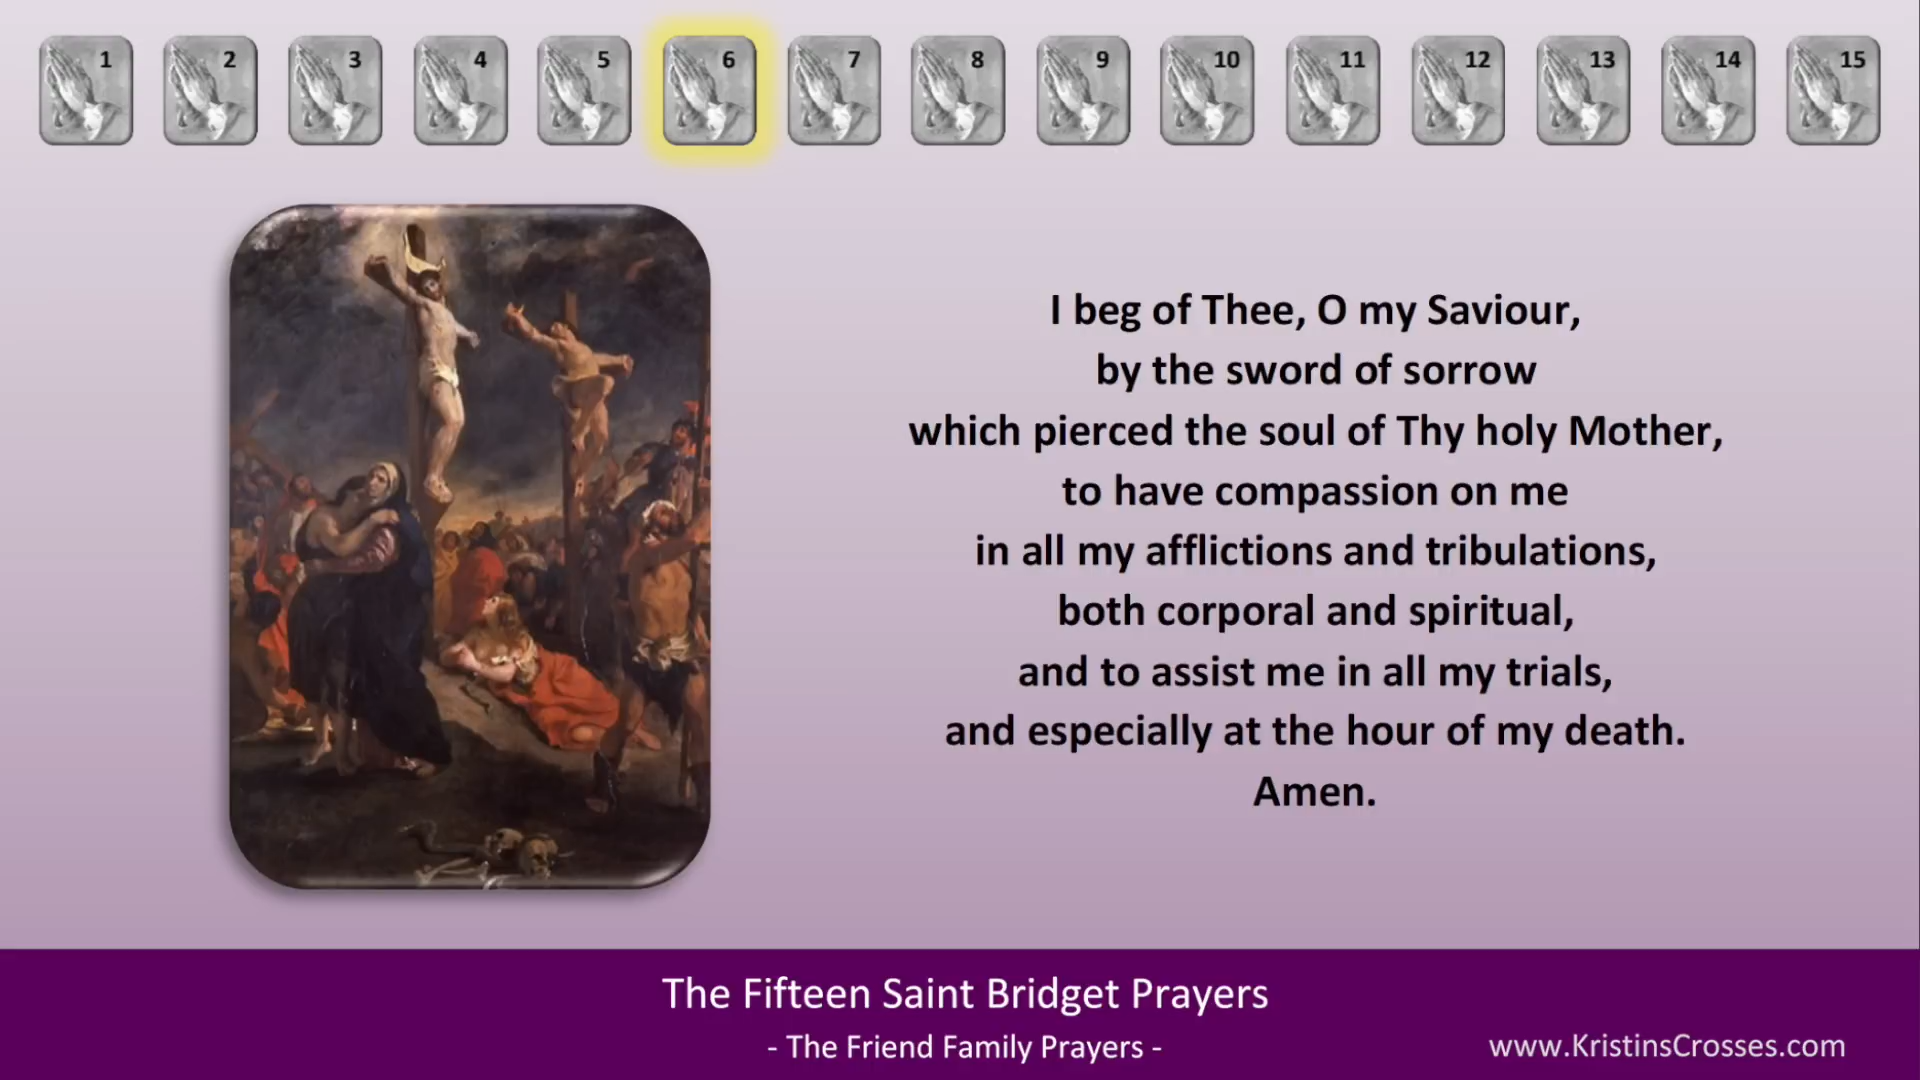 1 2 3 4 5 6 7 8 9 10 11 12 13 14 15
I beg of Thee, O my Saviour,
by the sword of sorrow
which pierced the soul of Thy holy Mother,
to have compassion on me
in all my afflictions and tribulations,
both corporal and spiritual,
and to assist me in all my trials,
and especially at the hour of my death.
Amen.
The Fifteen Saint Bridget Prayers
- The Friend Family Prayers -
www.KristinsCrosses.com